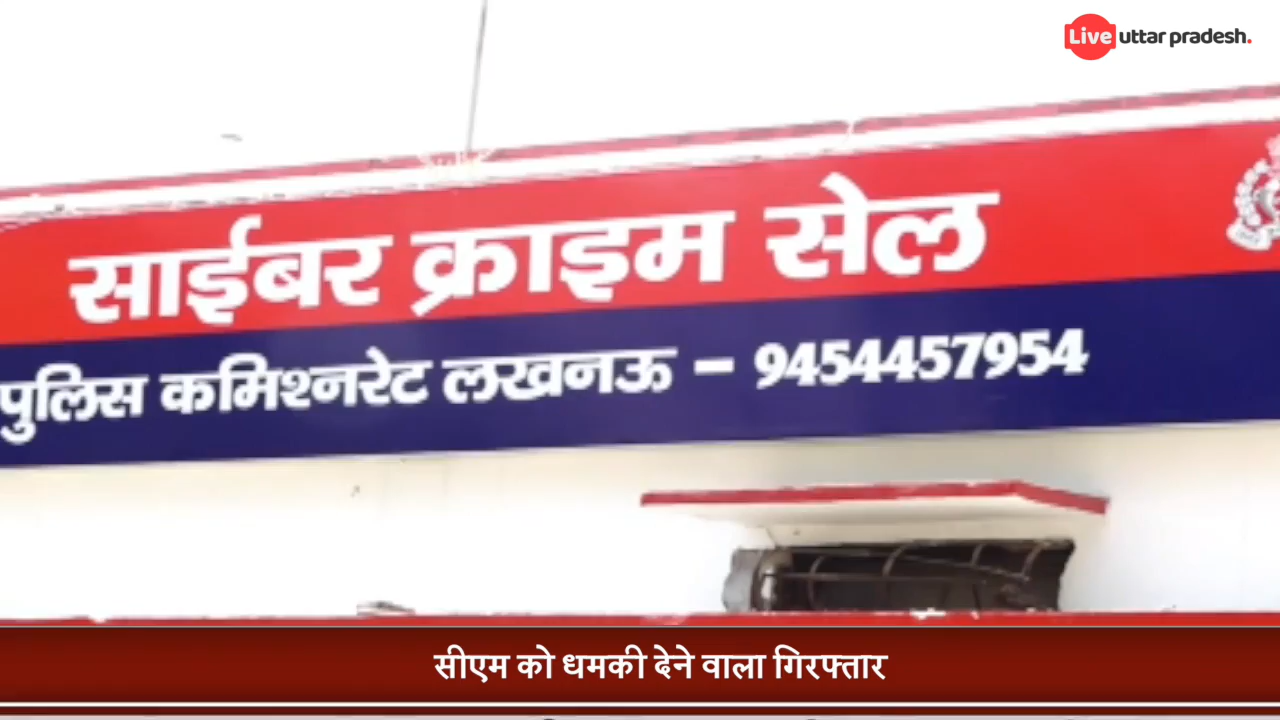 Live uttar pradesh.
साईबर क्राइम सेल
पुलिस कमिश्नरेट लखनऊ - 9454457954
सीएम को धमकी देने वाला गिरफ्तार